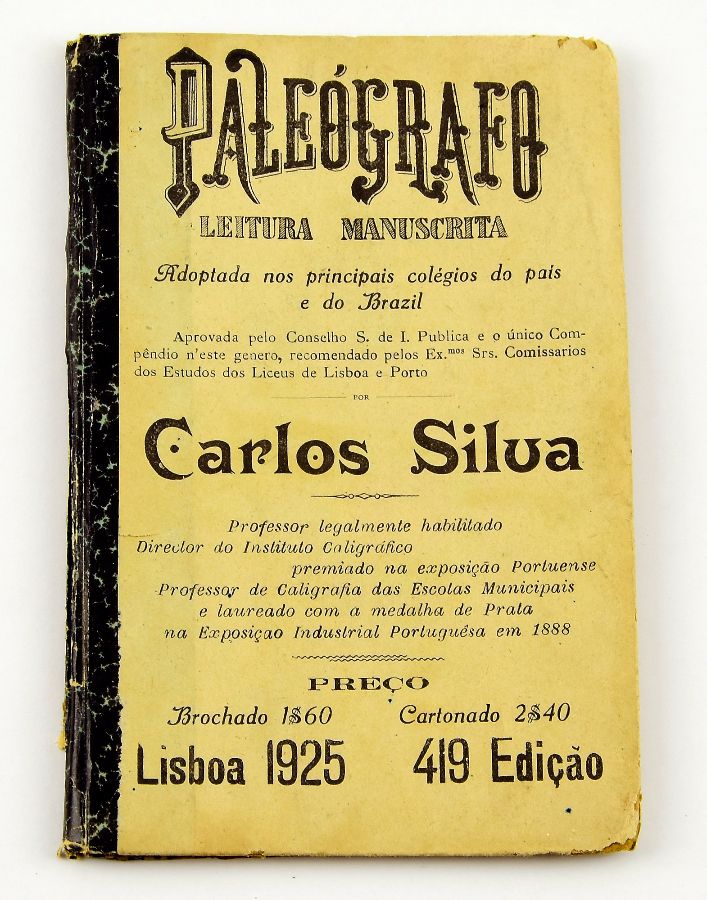 PALEÓGRAFO
LEITURA MANUSCRITA
Adoptada nos principais colégios do país
e do Brazil
Aprovada pelo Conselho S. de I. Publica e o único Com-
pêndio n'este genero, recomendado pelos Ex.mos Srs. Comissarios
dos Estudos dos Liceus de Lisboa e Porto
POR
Carlos Silva
Professor legalmente habilitado
Director do Instituto Caligráfico
premiado na exposição Portuense
Professor de Caligrafia das Escolas Municipais
e laureado com a medalha de Prata
na Exposiçao Industrial Portuguêsa em 1888
PREÇO
Brochado 1$60 Cartonado 2$40
Lisboa 1925 419 Edição